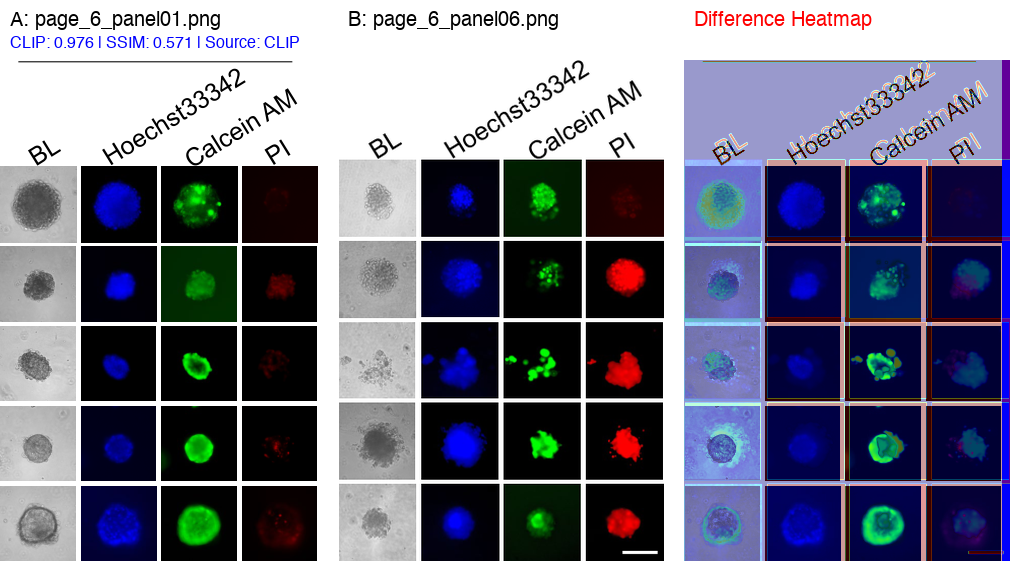 A: page_6_panel01.png
CLIP: 0.976 | SSIM: 0.571 | Source: CLIP
BL
Hoechst33342
Calcein AM
PI
B: page_6_panel06.png
BL
Hoechst33342
Calcein AM
PI
Difference Heatmap
BL
Hoechst33342
Calcein AM
PI